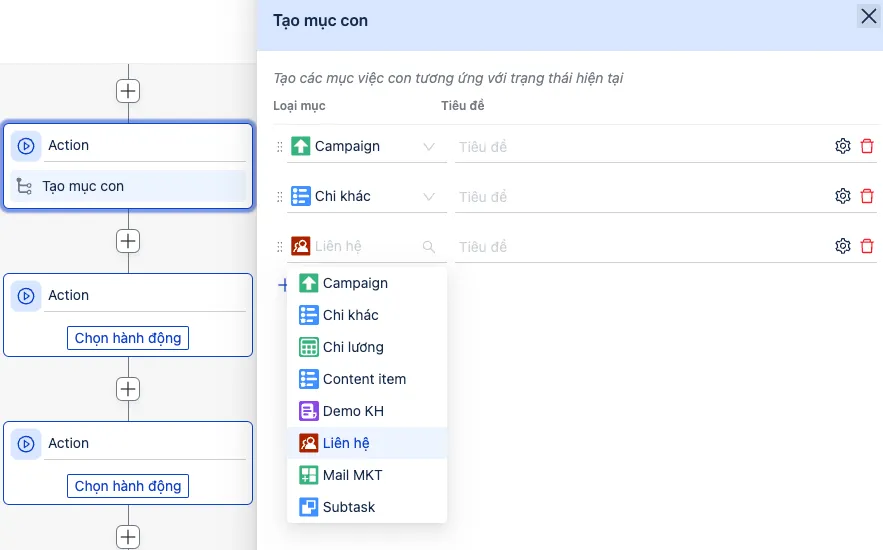 Tạo mục con
Tạo các mục việc con tương ứng với trạng thái hiện tại
Loại mục Tiêu đề
Campaign Tiêu đề
Chi khác Tiêu đề
Liên hệ Tiêu đề
Campaign
Chi khác
Chi lương
Content item
Demo KH
Liên hệ
Mail MKT
Subtask
Action
Tạo mục con
Action
Chọn hành động
Action
Chọn hành động